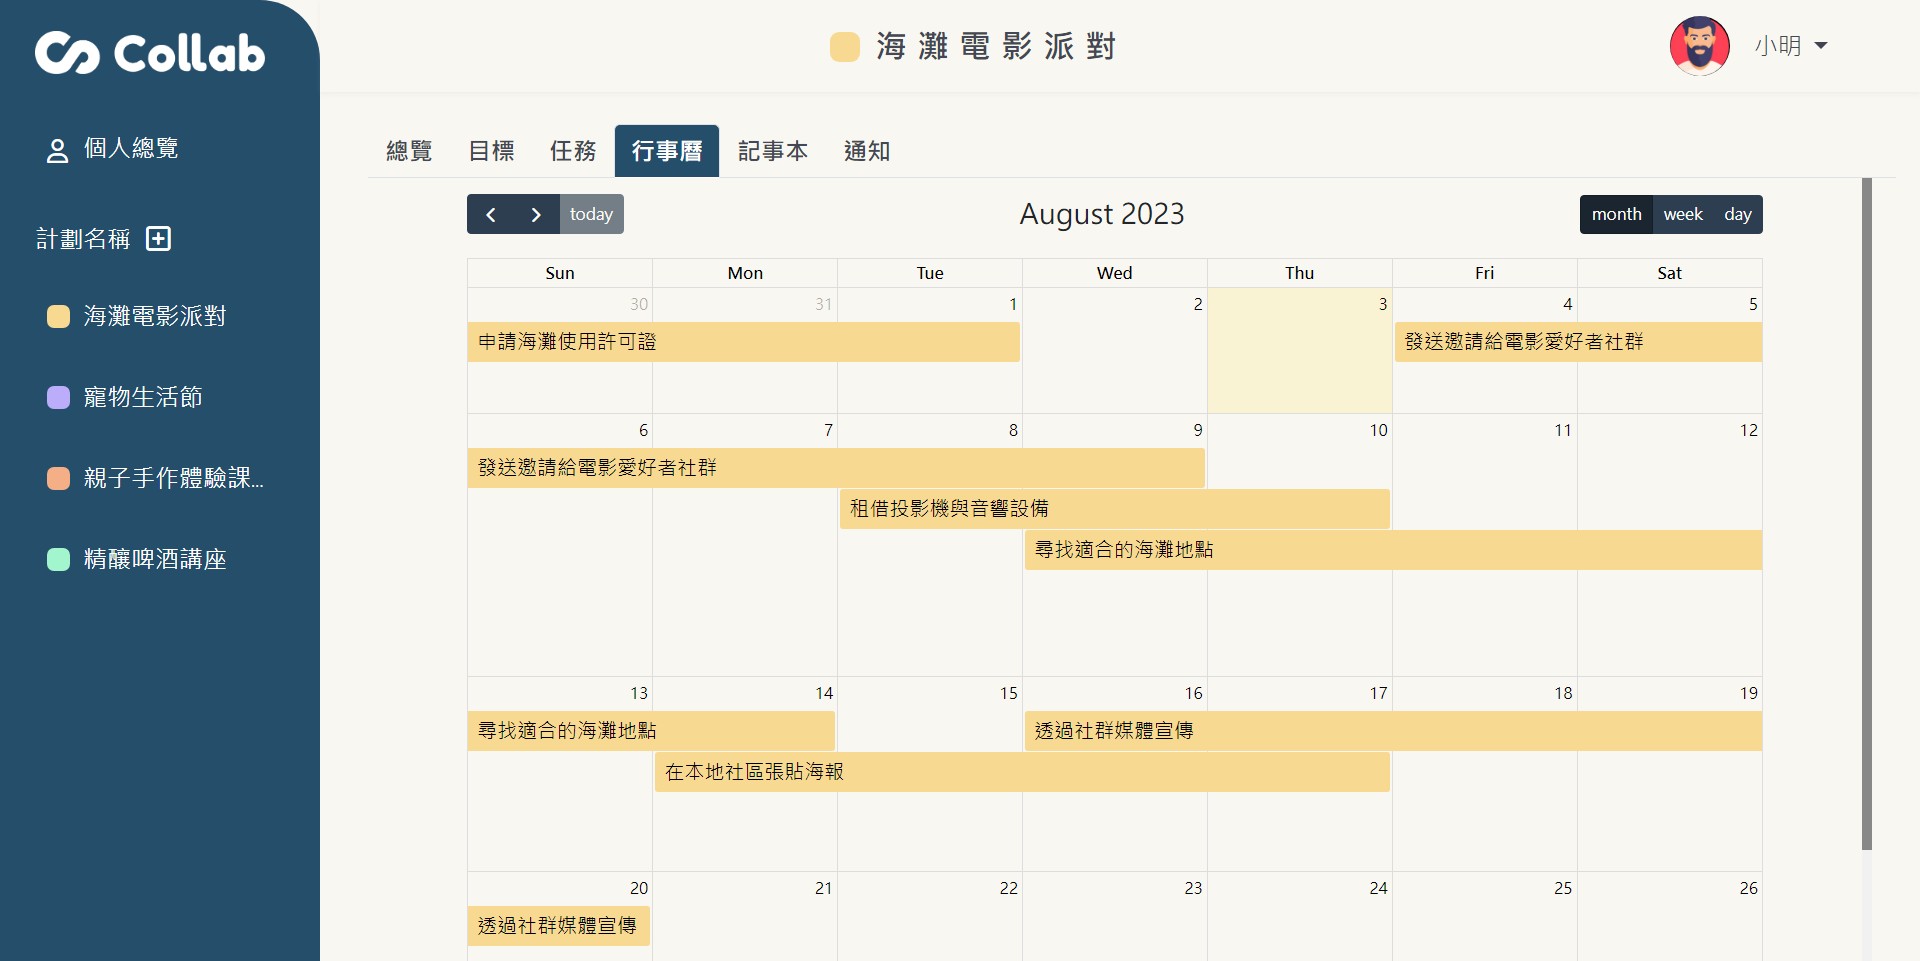 Collab
海灘電影派對
小明
個人總覽
計劃名稱
海灘電影派對
寵物生活節
親子手作體驗課...
精釀啤酒講座
總覽 目標 任務 行事曆 記事本 通知
today
August 2023
month week day
Sun Mon Tue Wed Thu Fri Sat
30 31 1 2 3 4 5
申請海灘使用許可證 發送邀請給電影愛好者社群
6 7 8 9 10 11 12
發送邀請給電影愛好者社群
租借投影機與音響設備
尋找適合的海灘地點
13 14 15 16 17 18 19
尋找適合的海灘地點 透過社群媒體宣傳
在本地社區張貼海報
20 21 22 23 24 25 26
透過社群媒體宣傳